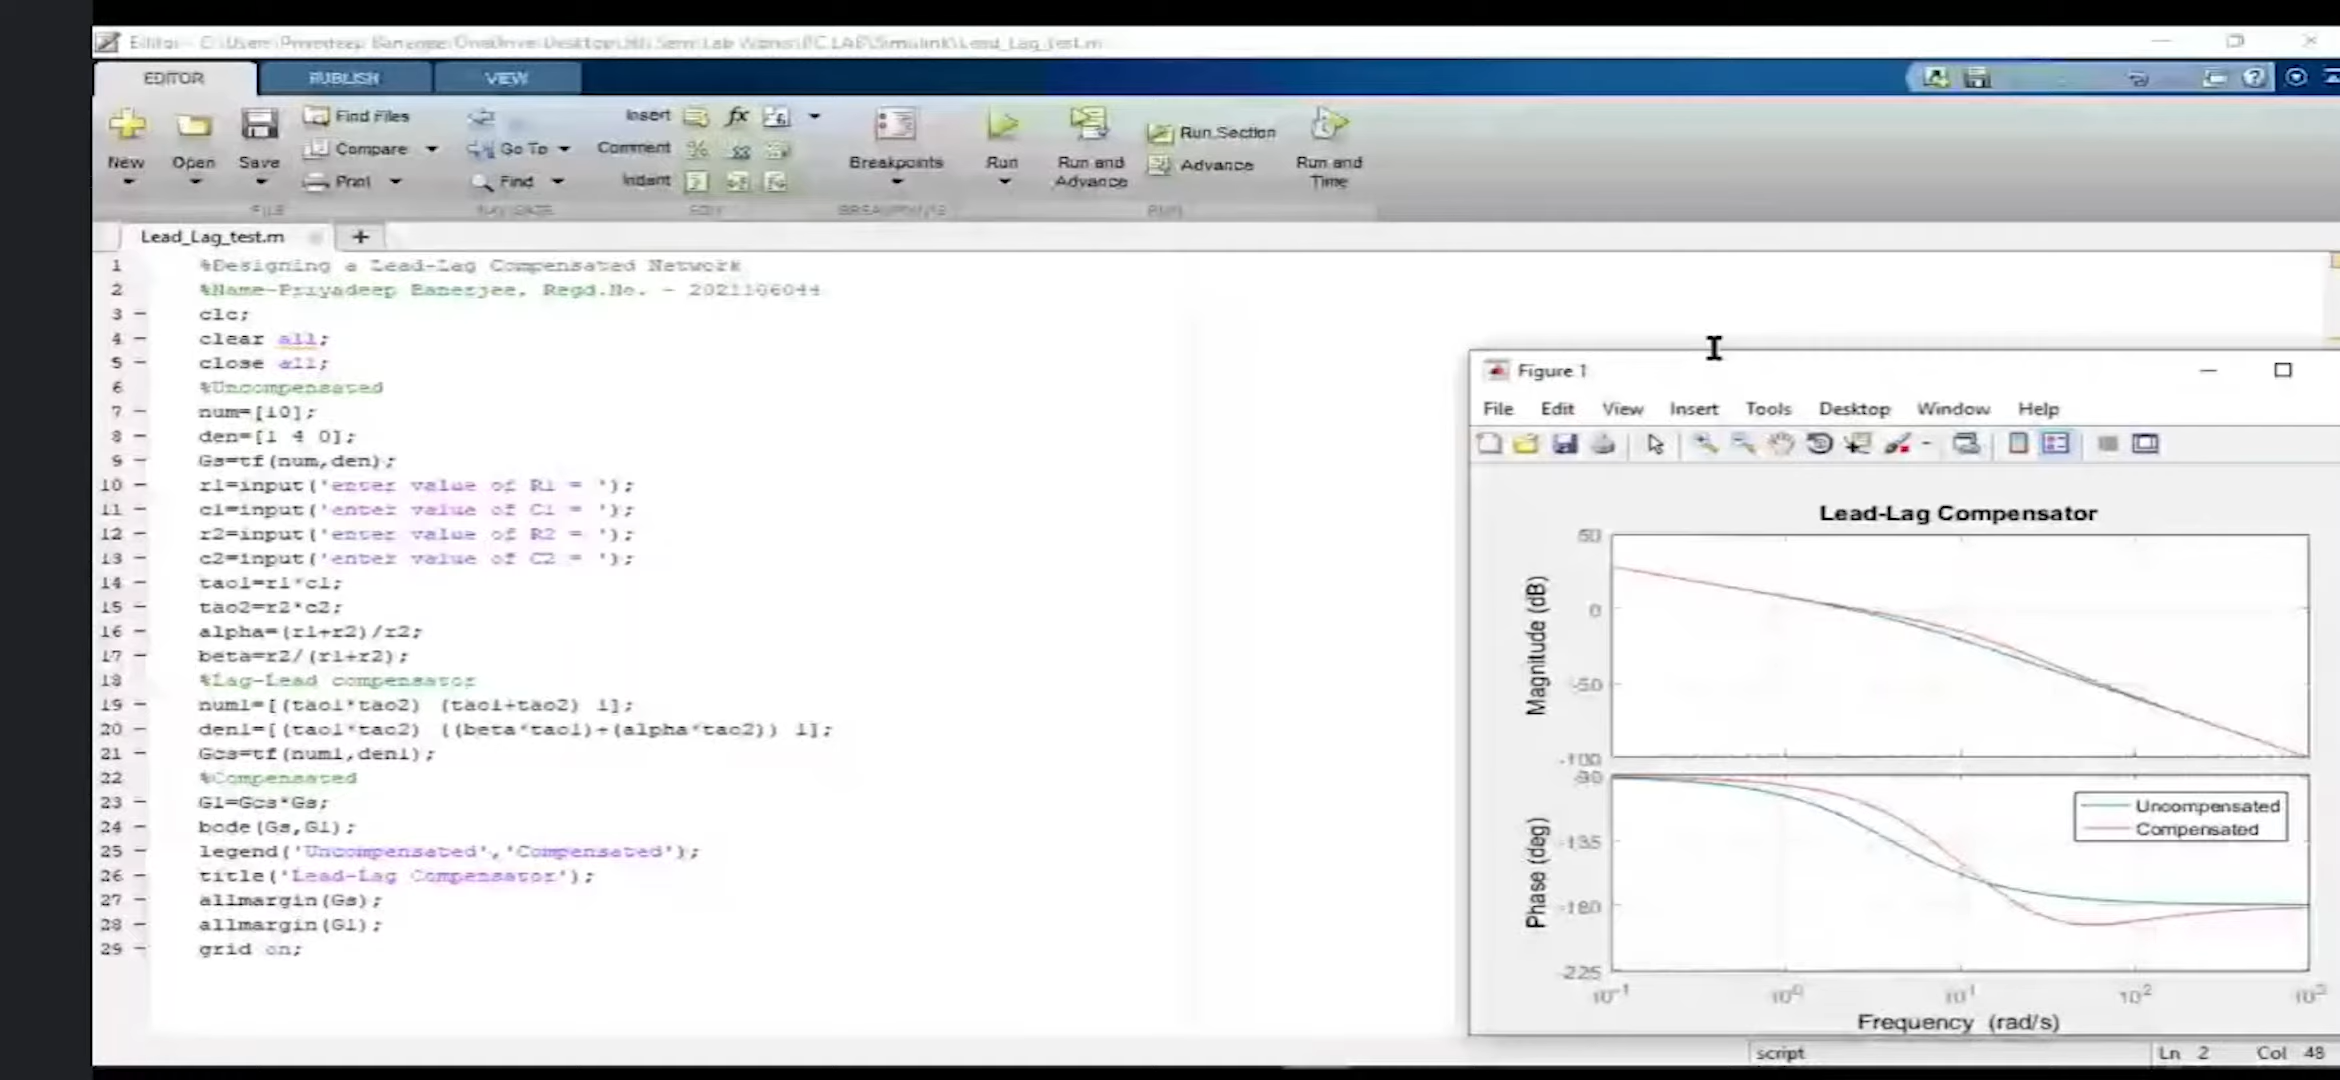 Editor - C:\Users\Priyadeep Banerjee\OneDrive\Desktop\ Sem\Lab Works\ LAB\Simulink\Lead_Lag_test.m
EDITOR PUBLISH VIEW
New Open Save
Find Files
Compare
Print
FILE
Go To
Find
NAVIGATE
Insert fx
Comment
Indent
EDIT
Breakpoints
BREAKPOINTS
Run
Run and Advance
Run Section
Advance
Run and Time
RUN
Lead_Lag_test.m +
1 %Designing a Lead-Lag Compensated Network
2 %Name-Priyadeep Banerjee, Regd.No. - 2021106044
3 - clc;
4 - clear all;
5 - close all;
6 %Uncompensated
7 - num=[10];
8 - den=[1 4 0];
9 - Gs=tf(num,den);
10 - r1=input('enter value of R1 = ');
11 - c1=input('enter value of C1 = ');
12 - r2=input('enter value of R2 = ');
13 - c2=input('enter value of C2 = ');
14 - tao1=r1*c1;
15 - tao2=r2*c2;
16 - alpha=(r1+r2)/r2;
17 - beta=r2/(r1+r2);
18 %Lag-Lead compensator
19 - num1=[(tao1*tao2) (tao1+tao2) 1];
20 - den1=[(tao1*tao2) ((beta*tao1)+(alpha*tao2)) 1];
21 - Gcs=tf(num1,den1);
22 %Compensated
23 - G1=Gcs*Gs;
24 - bode(Gs,G1);
25 - legend('Uncompensated','Compensated');
26 - title('Lead-Lag Compensator');
27 - allmargin(Gs);
28 - allmargin(G1);
29 - grid on;
Figure 1
File Edit View Insert Tools Desktop Window Help
Lead-Lag Compensator
Magnitude (dB)
50
0
-50
-100
Phase (deg)
-90
-135
-180
-225
Uncompensated
Compensated
10^-1 10^0 10^1 10^2 10^3
Frequency (rad/s)
script Ln 2 Col 48